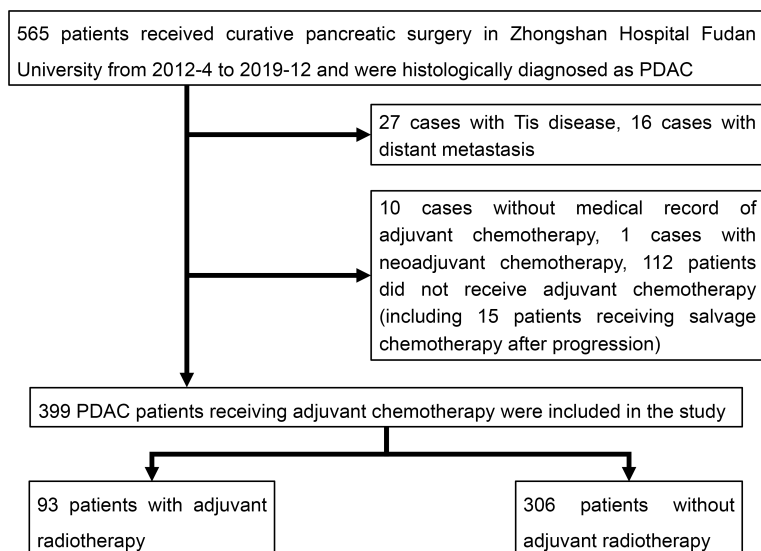 565 patients received curative pancreatic surgery in Zhongshan Hospital Fudan
University from 2012-4 to 2019-12 and were histologically diagnosed as PDAC
27 cases with Tis disease, 16 cases with
distant metastasis
10 cases without medical record of
adjuvant chemotherapy, 1 cases with
neoadjuvant chemotherapy, 112 patients
did not receive adjuvant chemotherapy
(including 15 patients receiving salvage
chemotherapy after progression)
399 PDAC patients receiving adjuvant chemotherapy were included in the study
93 patients with adjuvant
radiotherapy
306 patients without
adjuvant radiotherapy